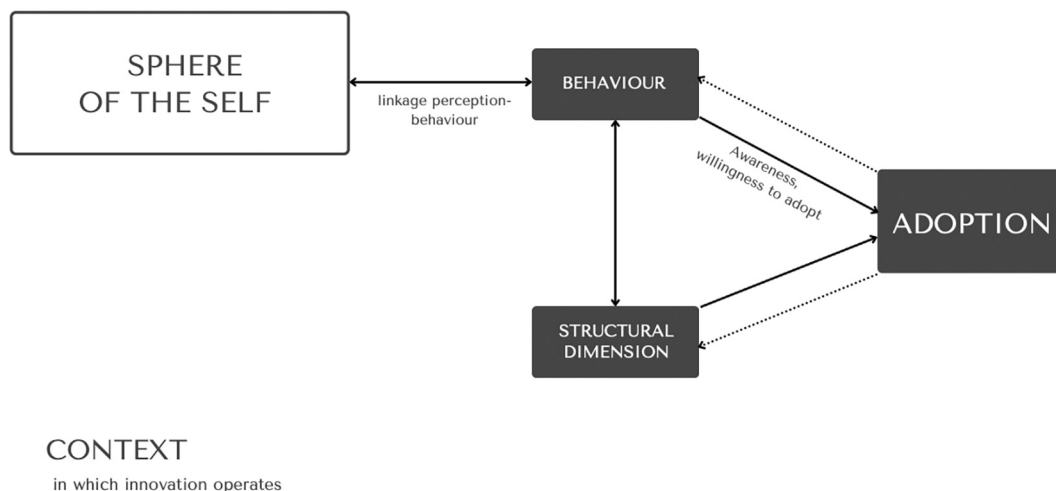 SPHERE
OF THE SELF
linkage perception-
behaviour
BEHAVIOUR
Awareness,
willingness to adopt
ADOPTION
STRUCTURAL
DIMENSION
CONTEXT
in which innovation operates